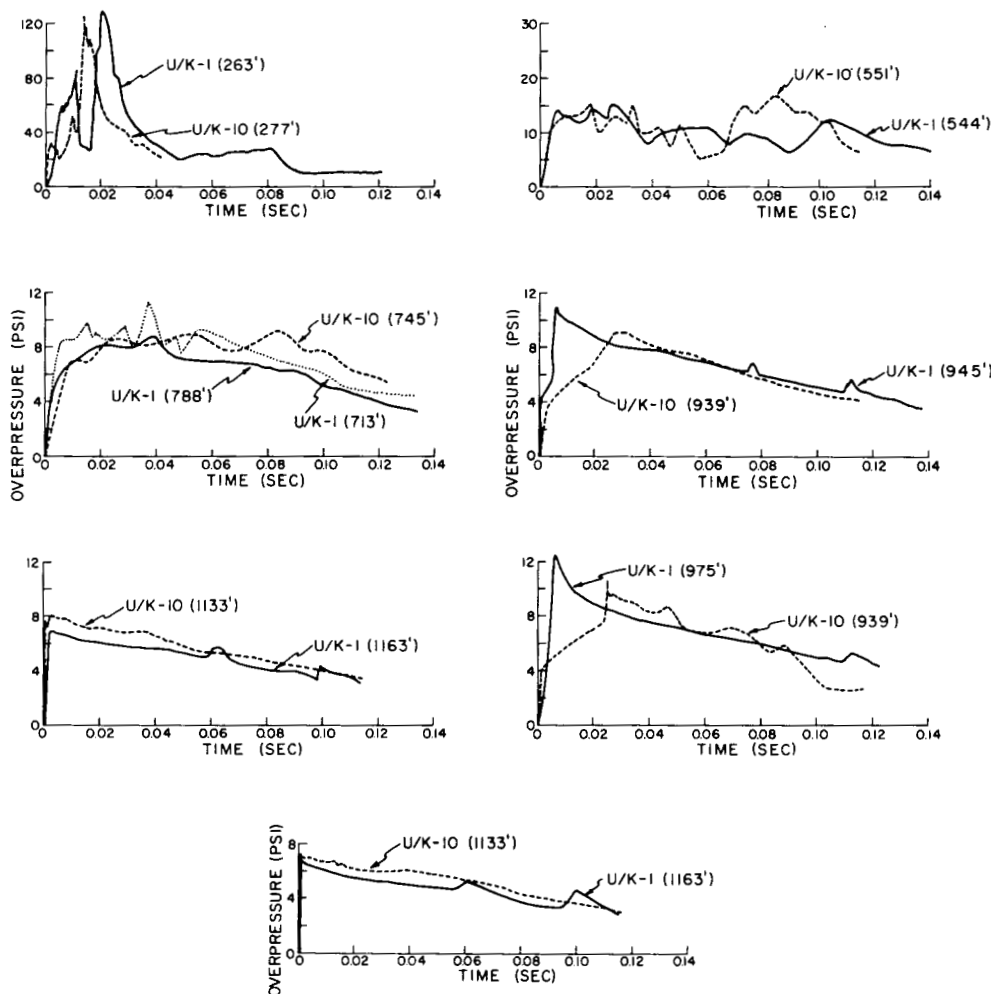 120
80
40
0
U/K-1 (263')
U/K-10 (277')
0 0.02 0.04 0.06 0.08 0.10 0.12 0.14
TIME (SEC)
30
20
10
0
U/K-10 (551')
U/K-1 (544')
0 0.02 0.04 0.06 0.08 0.10 0.12 0.14
TIME (SEC)
OVERPRESSURE (PSI)
12
8
4
0
U/K-10 (745')
U/K-1 (788')
U/K-1 (713')
0 0.02 0.04 0.06 0.08 0.10 0.12 0.14
TIME (SEC)
OVERPRESSURE (PSI)
12
8
4
0
U/K-10 (939')
U/K-1 (945')
0 0.02 0.04 0.06 0.08 0.10 0.12 0.14
TIME (SEC)
12
8
4
0
U/K-10 (1133')
U/K-1 (1163')
0 0.02 0.04 0.06 0.08 0.10 0.12 0.14
TIME (SEC)
12
8
4
0
U/K-1 (975')
U/K-10 (939')
0 0.02 0.04 0.06 0.08 0.10 0.12 0.14
TIME (SEC)
OVERPRESSURE (PSI)
8
4
0
U/K-10 (1133')
U/K-1 (1163')
0 0.02 0.04 0.06 0.08 0.10 0.12 0.14
TIME (SEC)